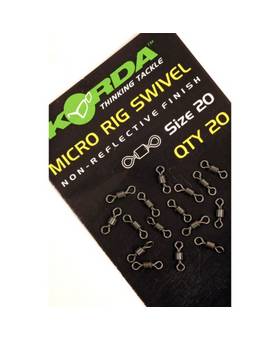 KORDA
THINKING TACKLE
MICRO RIG SWIVEL
NON-REFLECTIVE FINISH
Size 20
QTY 20